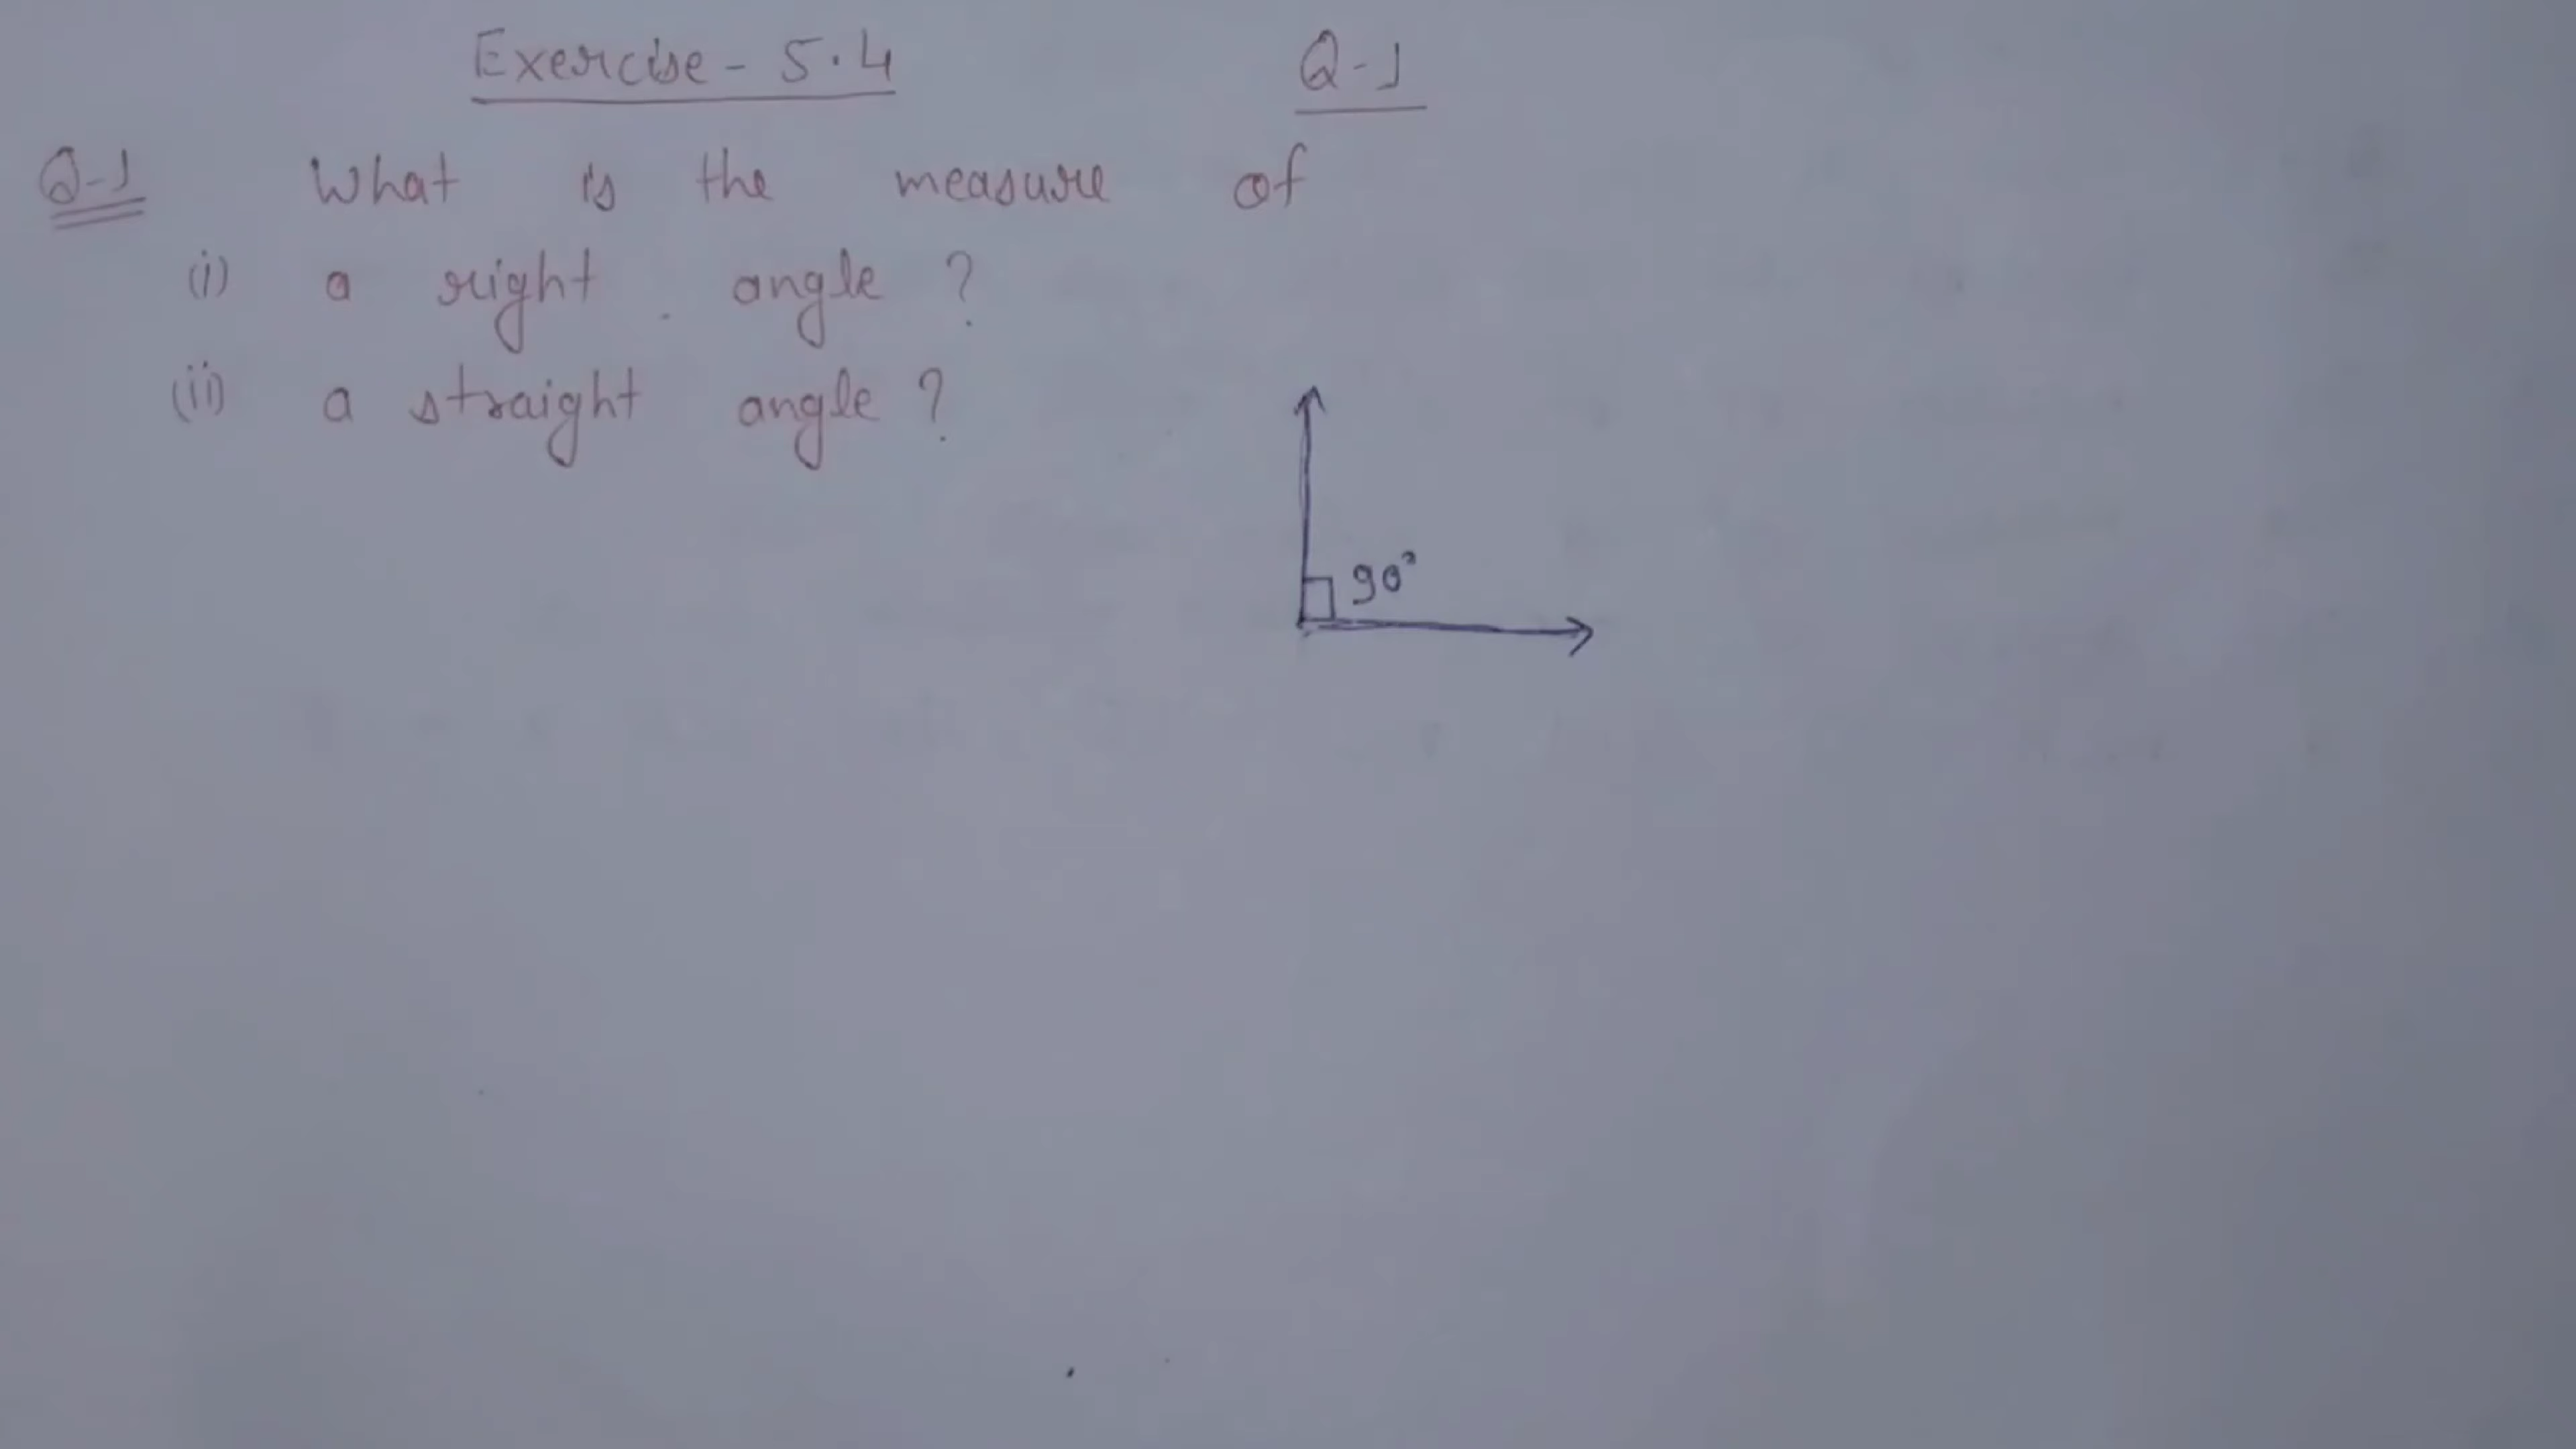 Exercise - 5.4 Q-1
Q-1 What is the measure of
(i) a right angle ?
(ii) a straight angle ?
90°